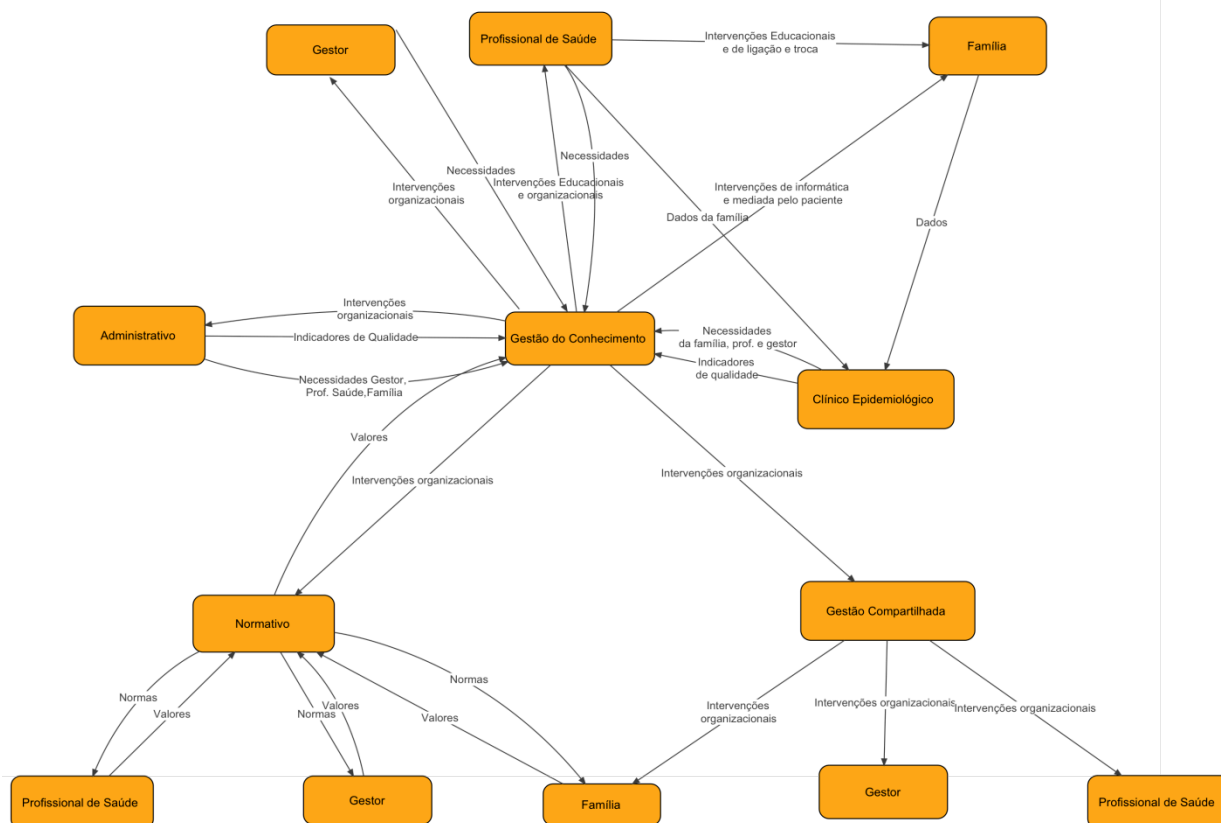 Profissional de Saúde
Intervenções Educacionais
e de ligação e troca
Família
Gestor
Necessidades
Necessidades
Intervenções
organizacionais
Intervenções Educacionais
e organizacionais
Intervenções de informática
e mediada pelo paciente
Dados da família
Dados
Intervenções
organizacionais
Administrativo
Indicadores de Qualidade
Gestão do Conhecimento
Necessidades
da família, prof. e gestor
Indicadores
de qualidade
Necessidades Gestor,
Prof. Saúde,Família
Clínico Epidemiológico
Valores
Intervenções organizacionais
Intervenções organizacionais
Normativo
Gestão Compartilhada
Normas
Normas
Valores
Valores
Normas
Valores
Intervenções
organizacionais
Intervenções organizacionais
Intervenções organizacionais
Profissional de Saúde
Gestor
Família
Gestor
Profissional de Saúde